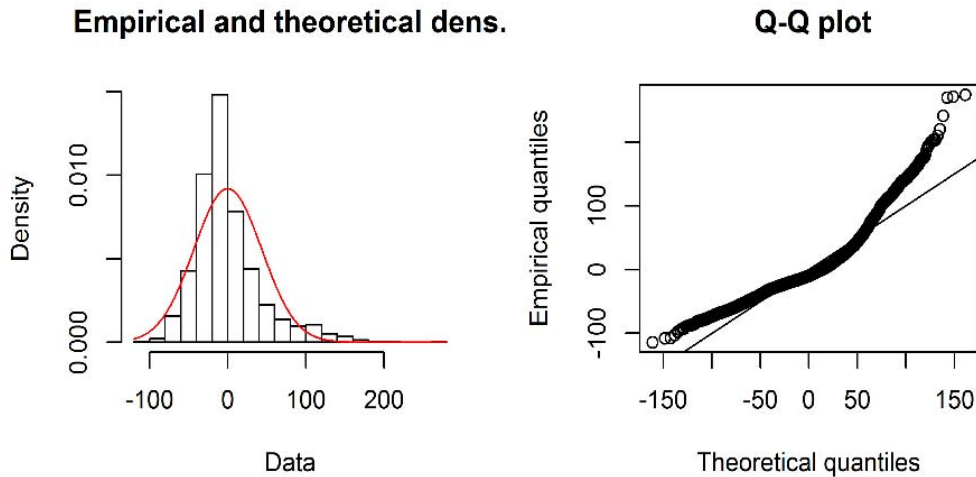 Empirical and theoretical dens.
Density
0.000
0.010
-100
0
100
200
Data
Q-Q plot
Empirical quantiles
-100
0
100
-150
-50
0
50
150
Theoretical quantiles